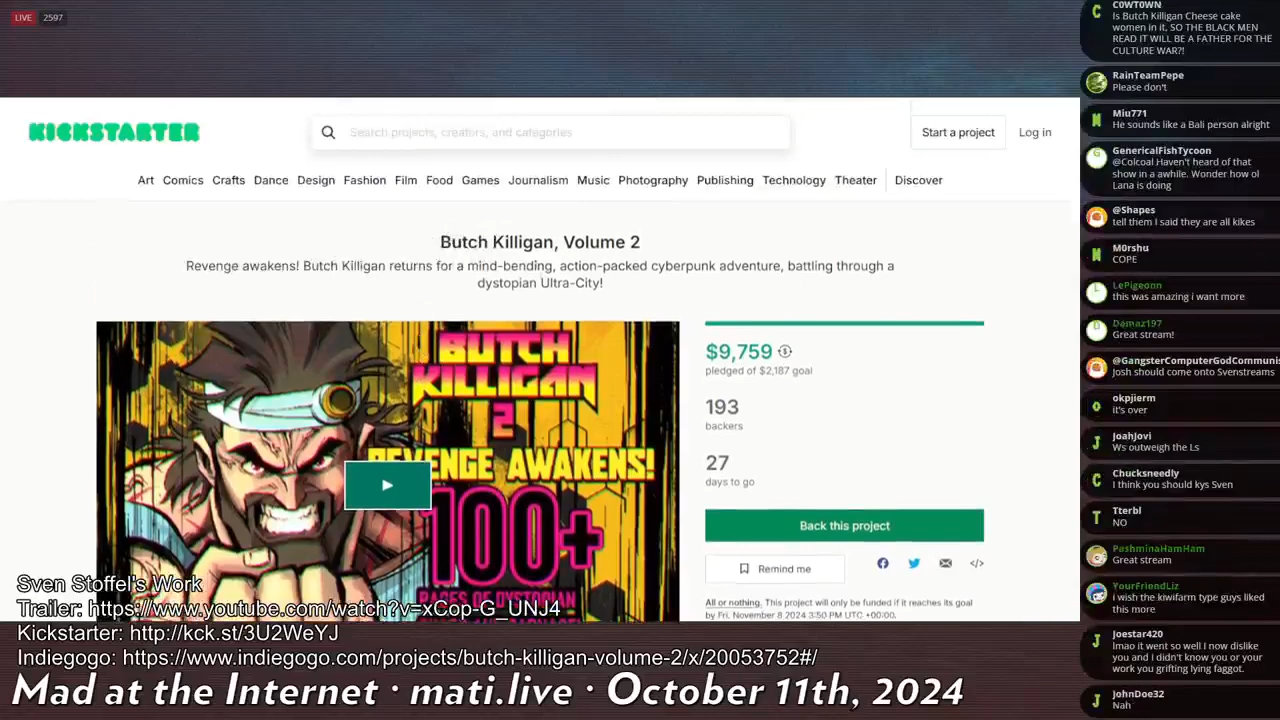 LIVE 2597
KICKSTARTER
Search projects, creators, and categories
Start a project
Log in
Art Comics Crafts Dance Design Fashion Film Food Games Journalism Music Photography Publishing Technology Theater Discover
Butch Killigan, Volume 2
Revenge awakens! Butch Killigan returns for a mind-bending, action-packed cyberpunk adventure, battling through a
dystopian Ultra-City!
BUTCH
KILLIGAN
2
REVENGE AWAKENS!
100+
PAGES OF DYSTOPIAN
$9,759
pledged of $2,187 goal
193
backers
27
days to go
Back this project
Remind me
All or nothing. This project will only be funded if it reaches its goal
by Fri, November 8 2024 3:50 PM UTC +00:00.
Sven Stoffel's Work
Trailer: https://www.youtube.com/watch?v=xCop-G_UNJ4
Kickstarter: http://kck.st/3U2WeYJ
Indiegogo: https://www.indiegogo.com/projects/butch-killigan-volume-2/x/20053752#/
Mad at the Internet · mati.live · October 11th, 2024
C0WT0WN
Is Butch Killigan Cheese cake
women in it, SO THE BLACK MEN
READ IT WILL BE A FATHER FOR THE
CULTURE WAR?!
RainTeamPepe
Please don't
Miu771
He sounds like a Bali person alright
GenericalFishTycoon
@Colcoal Haven't heard of that
show in a awhile. Wonder how ol
Lana is doing
@Shapes
tell them i said they are all kikes
M0rshu
COPE
LePigeonn
this was amazing i want more
Damaz197
Great stream!
@GangsterComputerGodCommunis
Josh should come onto Svenstreams
okpjierm
it's over
JoahJovi
Ws outweigh the Ls
Chucksneedly
I think you should kys Sven
Tterbl
NO
PashminaHamHam
Great stream
YourFriendLiz
i wish the kiwifarm type guys liked
this more
Joestar420
lmao it went so well I now dislike
you and I didn't know you or your
work you grifting lying faggot.
JohnDoe32
Nah